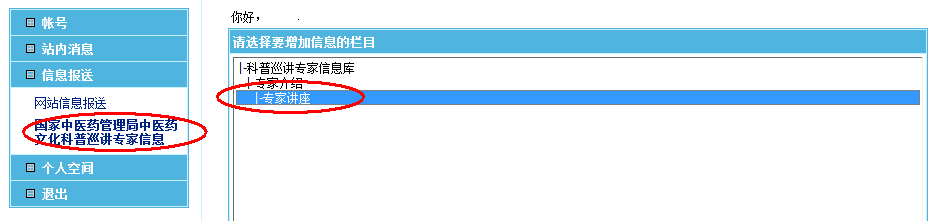 帐号
站内消息
信息报送
网站信息报送
国家中医药管理局中医药
文化科普巡讲专家信息
个人空间
退出
你好，
请选择要增加信息的栏目
|-科普巡讲专家信息库
|-专家介绍
|-专家讲座